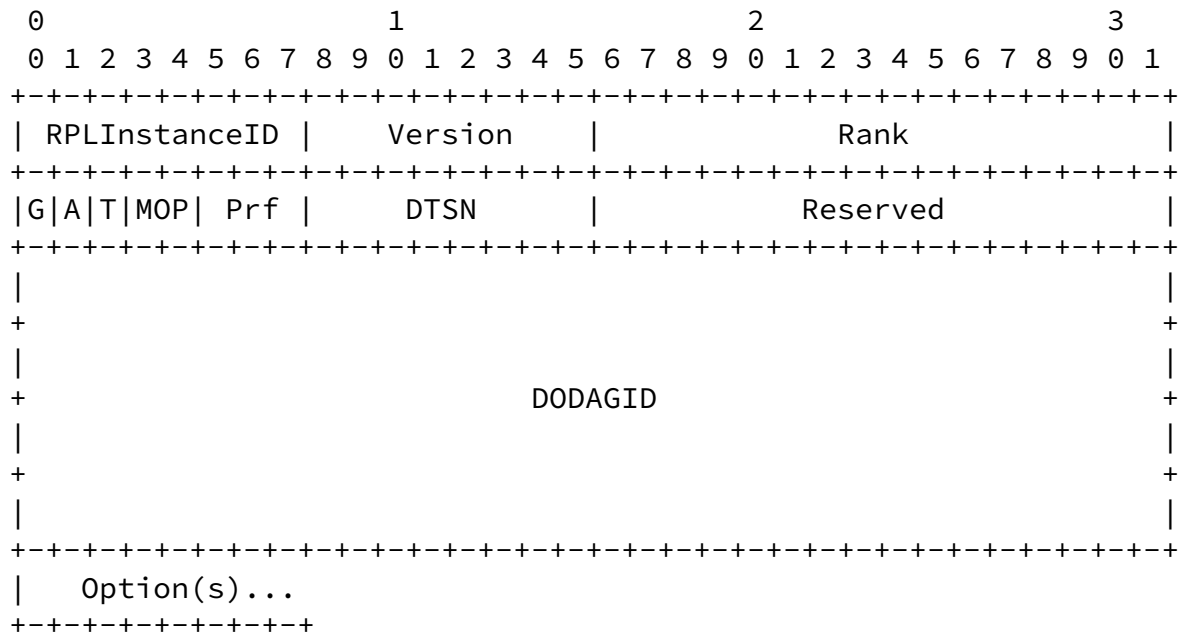 0                   1                   2                   3
 0 1 2 3 4 5 6 7 8 9 0 1 2 3 4 5 6 7 8 9 0 1 2 3 4 5 6 7 8 9 0 1
+-+-+-+-+-+-+-+-+-+-+-+-+-+-+-+-+-+-+-+-+-+-+-+-+-+-+-+-+-+-+-+-+
| RPLInstanceID |    Version    |             Rank              |
+-+-+-+-+-+-+-+-+-+-+-+-+-+-+-+-+-+-+-+-+-+-+-+-+-+-+-+-+-+-+-+-+
|G|A|T|MOP| Prf |     DTSN      |           Reserved            |
+-+-+-+-+-+-+-+-+-+-+-+-+-+-+-+-+-+-+-+-+-+-+-+-+-+-+-+-+-+-+-+-+
|                                                               |
+                                                               +
|                                                               |
+                            DODAGID                            +
|                                                               |
+                                                               +
|                                                               |
+-+-+-+-+-+-+-+-+-+-+-+-+-+-+-+-+-+-+-+-+-+-+-+-+-+-+-+-+-+-+-+-+
|   Option(s)...
+-+-+-+-+-+-+-+-+